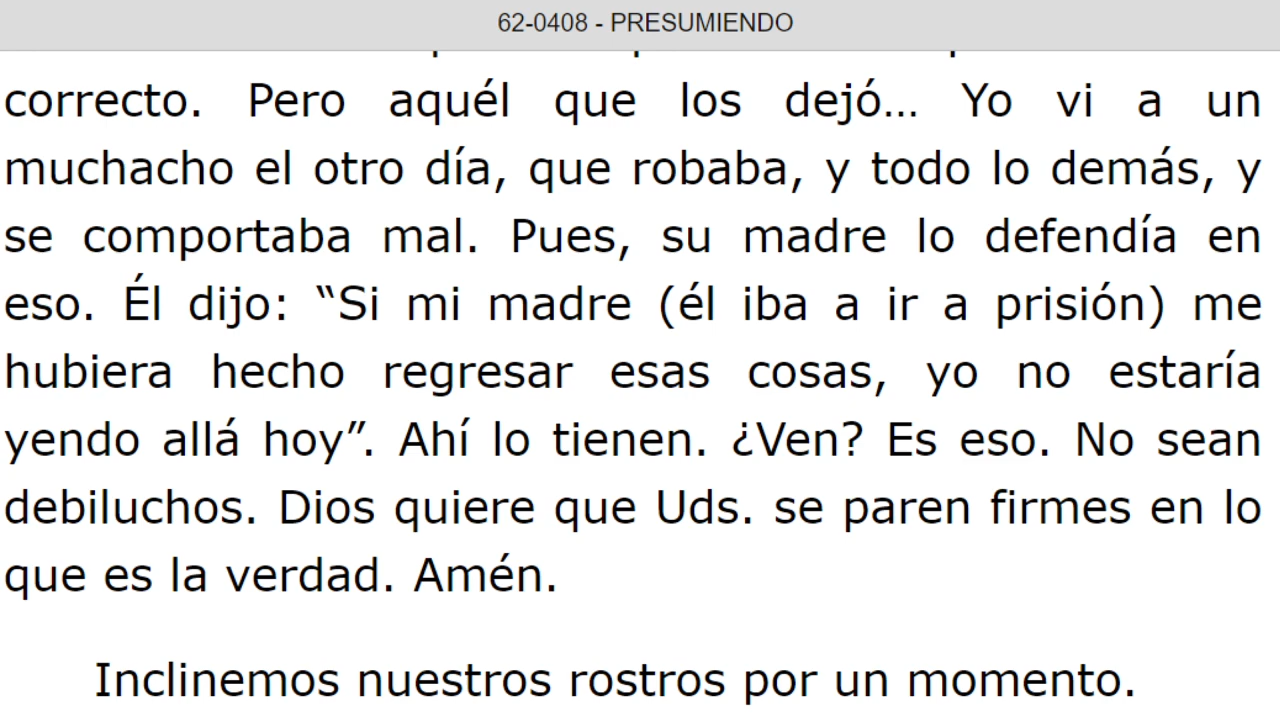 62-0408 - PRESUMIENDO
correcto. Pero aquél que los dejó... Yo vi a un
muchacho el otro día, que robaba, y todo lo demás, y
se comportaba mal. Pues, su madre lo defendía en
eso. Él dijo: “Si mi madre (él iba a ir a prisión) me
hubiera hecho regresar esas cosas, yo no estaría
yendo allá hoy”. Ahí lo tienen. ¿Ven? Es eso. No sean
debiluchos. Dios quiere que Uds. se paren firmes en lo
que es la verdad. Amén.
Inclinemos nuestros rostros por un momento.